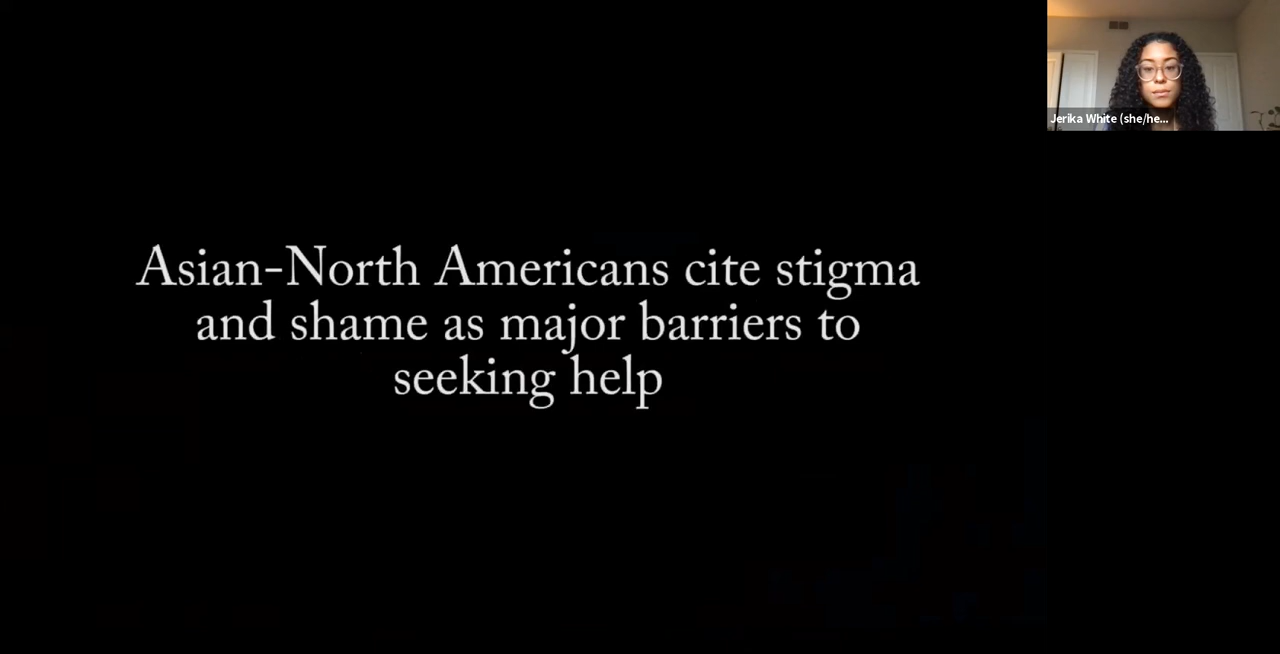 Jerika White (she/he...
Asian-North Americans cite stigma
and shame as major barriers to
seeking help